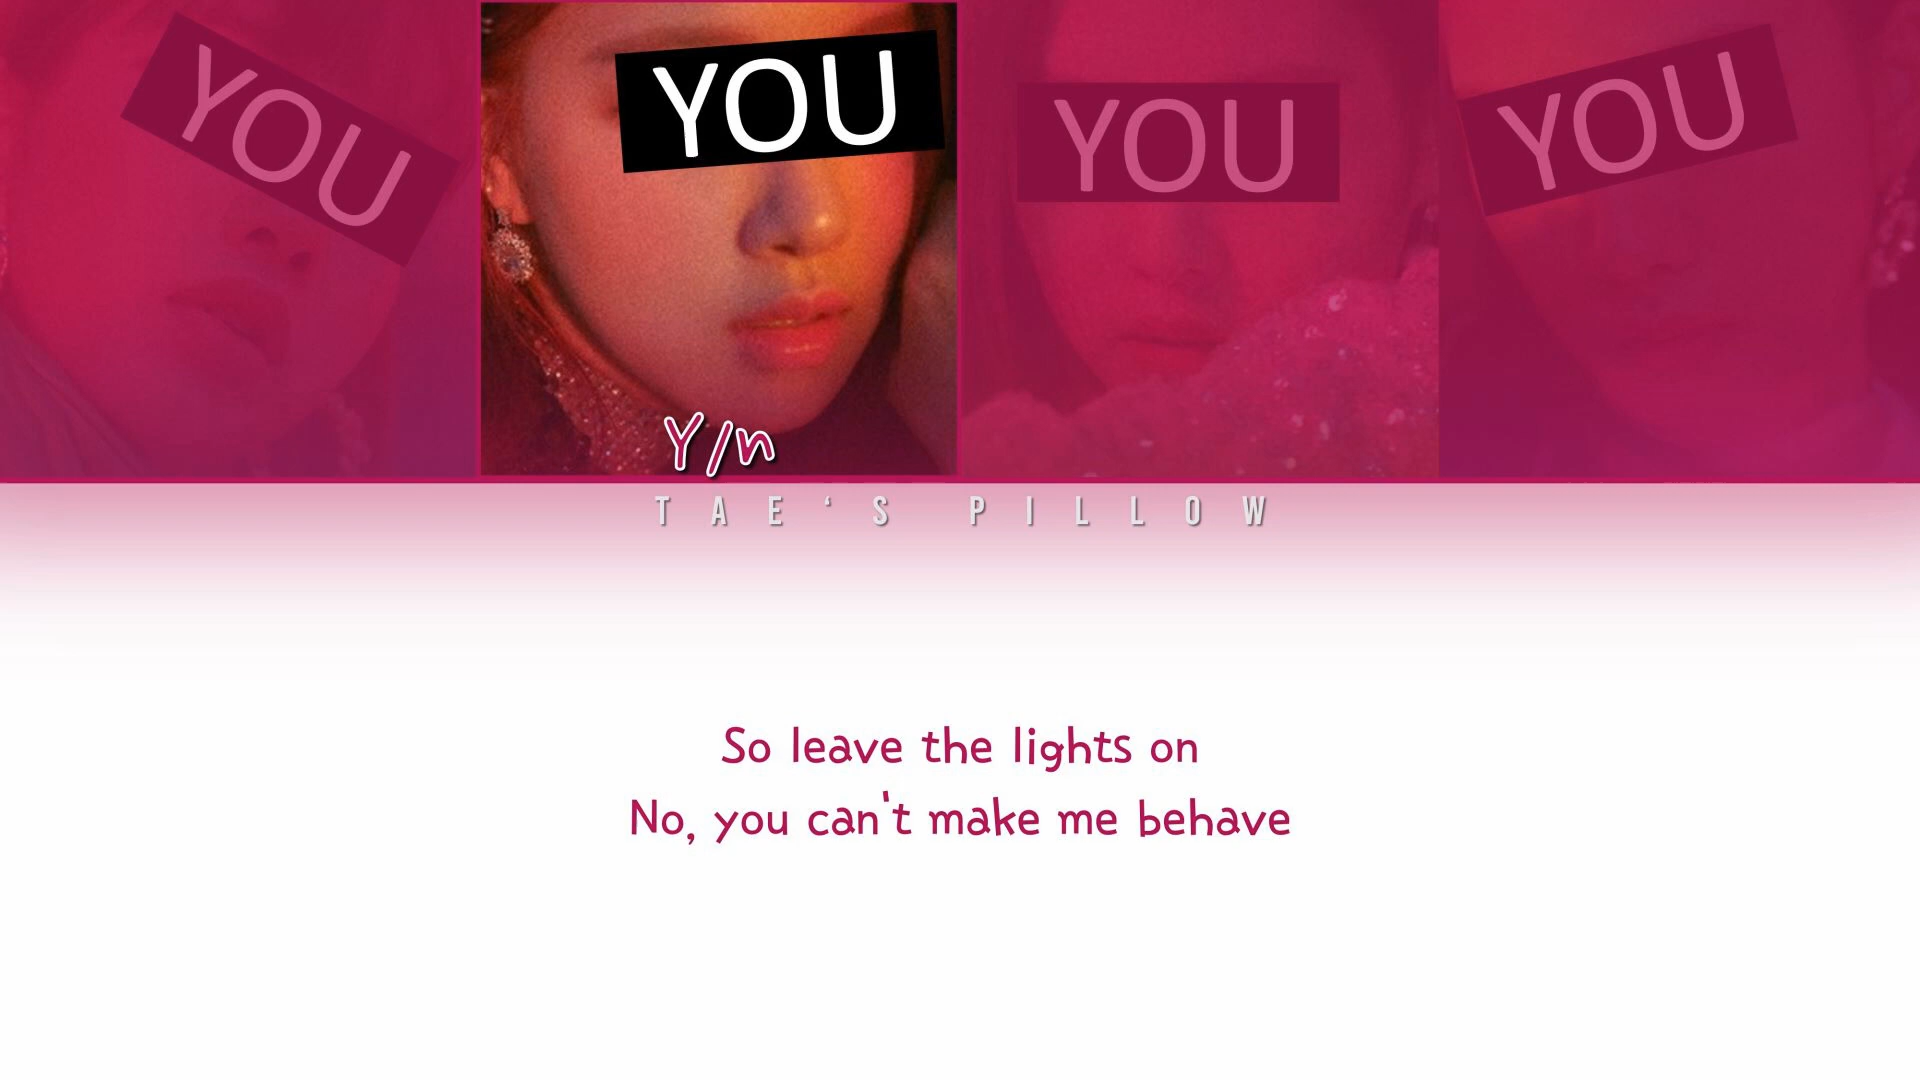 YOU
YOU
YOU
YOU
Y/n
TAE‘S PILLOW
So leave the lights on
No, you can't make me behave